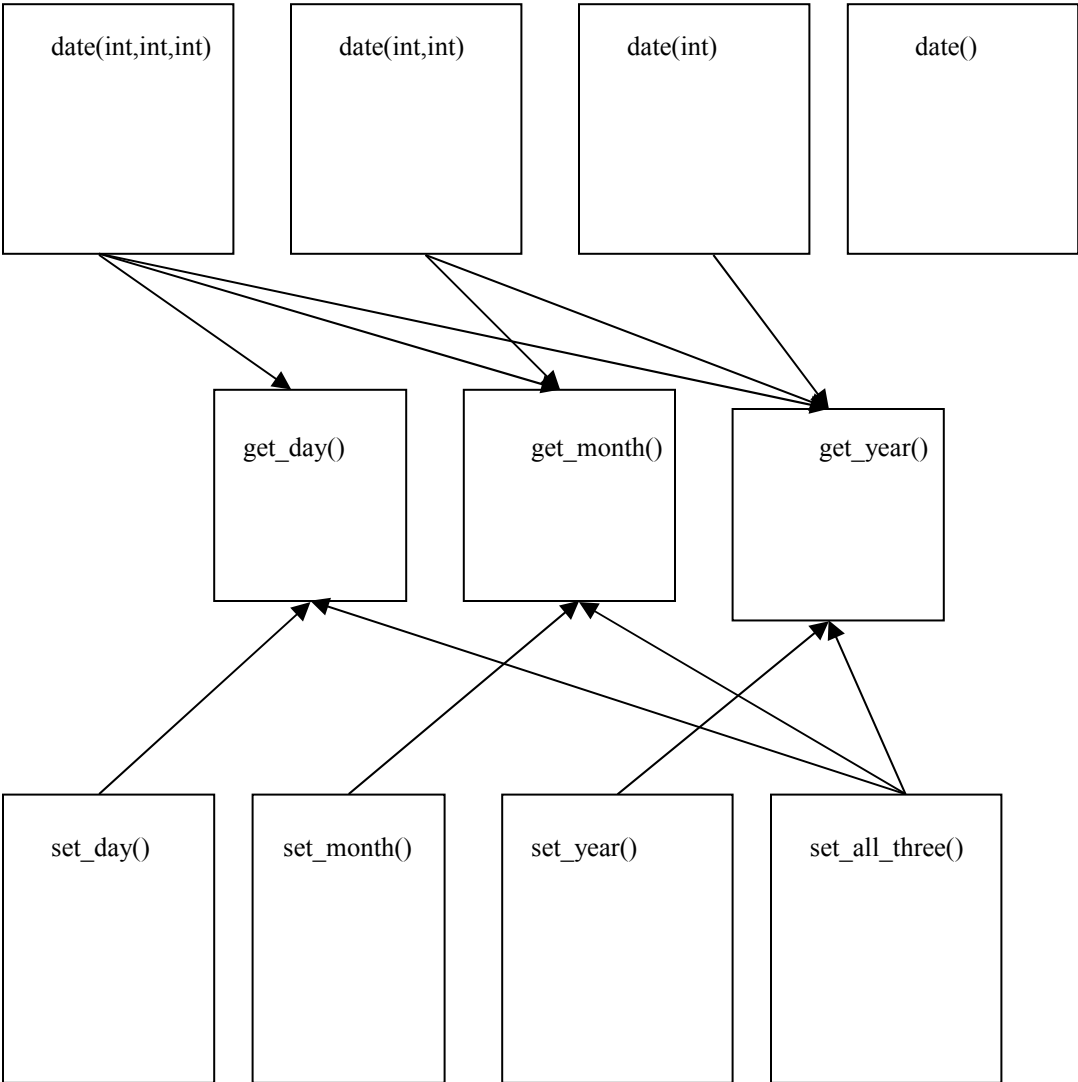 date(int,int,int)
date(int,int)
date(int)
date()
get_day()
get_month()
get_year()
set_day()
set_month()
set_year()
set_all_three()